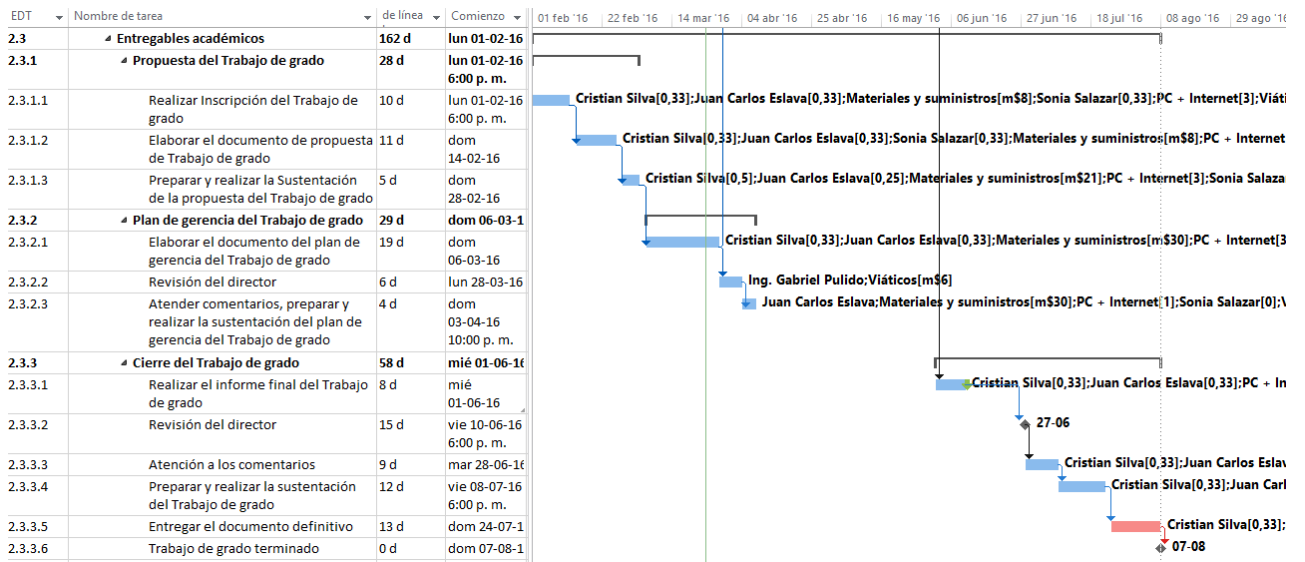 EDT Nombre de tarea de líne Comienzo 01 feb '16 22 feb '16 14 mar '16 04 abr '16 25 abr '16 16 may '16 06 jun '16 27 jun '16 18 jul '16 08 ago '16 29 ago '16
2.3 Entregables académicos 162 d lun 01-02-16
2.3.1 Propuesta del Trabajo de grado 28 d lun 01-02-16
6:00 p. m.
2.3.1.1 Realizar Inscripción del Trabajo de 10 d lun 01-02-16 Cristian Silva[0,33];Juan Carlos Eslava[0,33];Materiales y suministros[m$8];Sonia Salazar[0,33];PC + Internet[3];Viáti
grado 6:00 p. m.
2.3.1.2 Elaborar el documento de propuesta 11 d dom Cristian Silva[0,33];Juan Carlos Eslava[0,33];Sonia Salazar[0,33];Materiales y suministros[m$8];PC + Internet
de Trabajo de grado 14-02-16
2.3.1.3 Preparar y realizar la Sustentación 5 d dom Cristian Silva[0,5];Juan Carlos Eslava[0,25];Materiales y suministros[m$21];PC + Internet[3];Sonia Salaza
de la propuesta del Trabajo de grado 28-02-16
2.3.2 Plan de gerencia del Trabajo de grado 29 d dom 06-03-1
2.3.2.1 Elaborar el documento del plan de 19 d dom Cristian Silva[0,33];Juan Carlos Eslava[0,33];Materiales y suministros[m$30];PC + Internet[3
gerencia del Trabajo de grado 06-03-16
2.3.2.2 Revisión del director 6 d lun 28-03-16 Ing. Gabriel Pulido;Viáticos[m$6]
2.3.2.3 Atender comentarios, preparar y 4 d dom Juan Carlos Eslava;Materiales y suministros[m$30];PC + Internet[1];Sonia Salazar[0];V
realizar la sustentación del plan de 03-04-16
gerencia del Trabajo de grado 10:00 p. m.
2.3.3 Cierre del Trabajo de grado 58 d mié 01-06-16
2.3.3.1 Realizar el informe final del Trabajo 8 d mié Cristian Silva[0,33];Juan Carlos Eslava[0,33];PC + In
de grado 01-06-16
2.3.3.2 Revisión del director 15 d vie 10-06-16 27-06
6:00 p. m.
2.3.3.3 Atención a los comentarios 9 d mar 28-06-16 Cristian Silva[0,33];Juan Carlos Eslav
2.3.3.4 Preparar y realizar la sustentación 12 d vie 08-07-16 Cristian Silva[0,33];Juan Carl
del Trabajo de grado 6:00 p. m.
2.3.3.5 Entregar el documento definitivo 13 d dom 24-07-1 Cristian Silva[0,33];
2.3.3.6 Trabajo de grado terminado 0 d dom 07-08-1 07-08